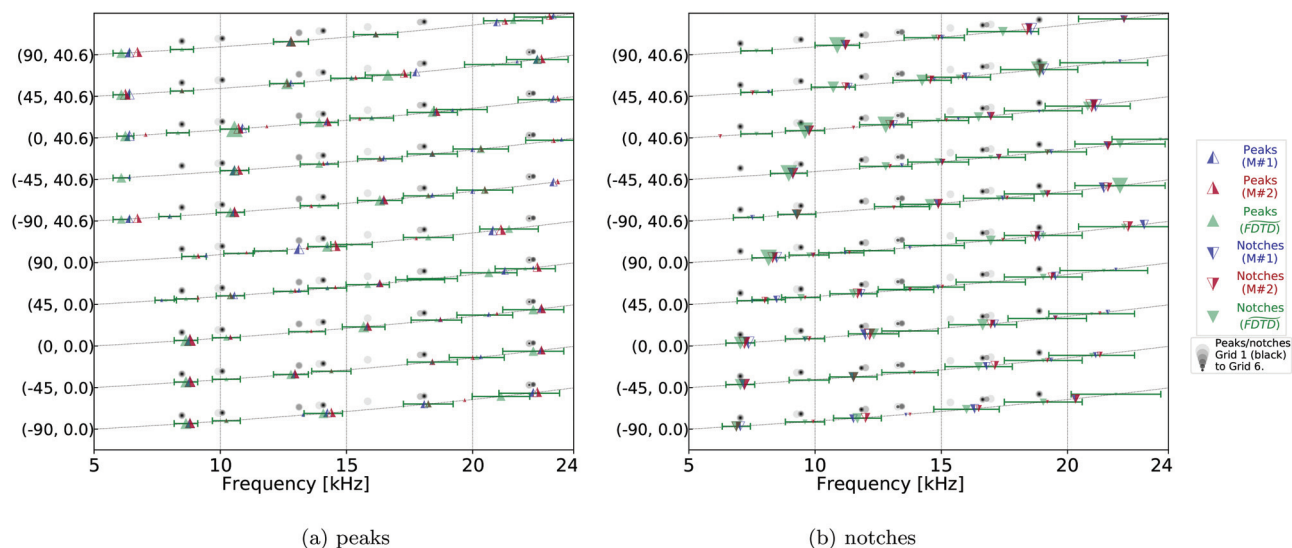 (90, 40.6)
(45, 40.6)
(0, 40.6)
(-45, 40.6)
(-90, 40.6)
(90, 0.0)
(45, 0.0)
(0, 0.0)
(-45, 0.0)
(-90, 0.0)
5 10 15 20 24
Frequency [kHz]
(a) peaks
(90, 40.6)
(45, 40.6)
(0, 40.6)
(-45, 40.6)
(-90, 40.6)
(90, 0.0)
(45, 0.0)
(0, 0.0)
(-45, 0.0)
(-90, 0.0)
5 10 15 20 24
Frequency [kHz]
(b) notches
Peaks
(M#1)
Peaks
(M#2)
Peaks
(FDTD)
Notches
(M#1)
Notches
(M#2)
Notches
(FDTD)
Peaks/notches
Grid 1 (black)
to Grid 6.